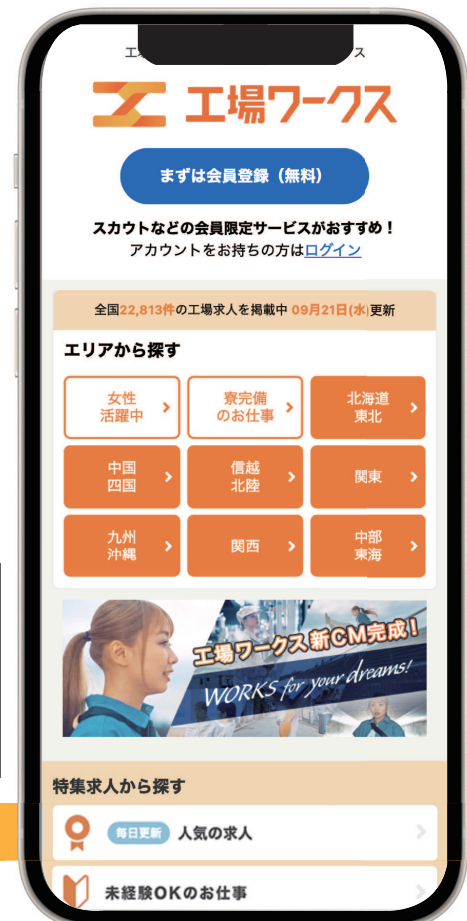 工場ワークス
まずは会員登録（無料）
スカウトなどの会員限定サービスがおすすめ！
アカウントをお持ちの方はログイン
全国22,813件の工場求人を掲載中 09月21日(水)更新
エリアから探す
女性
活躍中
寮完備
のお仕事
北海道
東北
中国
四国
信越
北陸
関東
九州
沖縄
関西
中部
東海
工場ワークス新CM完成！
WORKS for your dreams!
特集求人から探す
毎日更新 人気の求人
未経験OKのお仕事